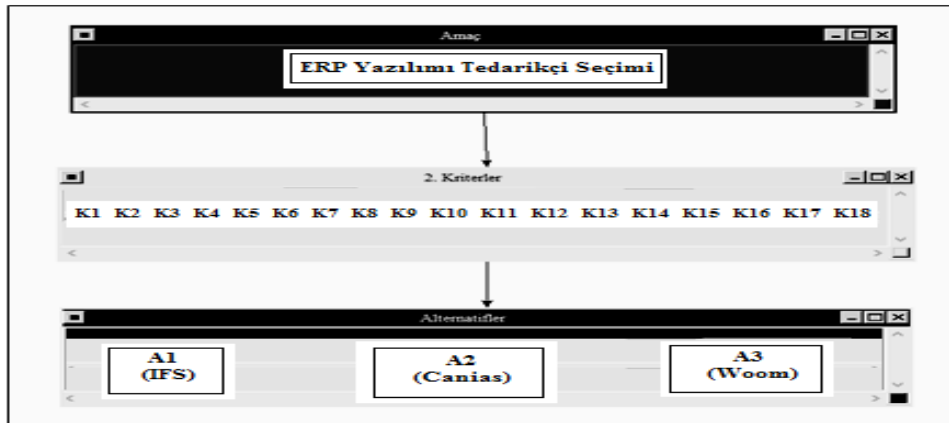 Amaç
ERP Yazılımı Tedarikçi Seçimi
2. Kriterler
K1 K2 K3 K4 K5 K6 K7 K8 K9 K10 K11 K12 K13 K14 K15 K16 K17 K18
Alternatifler
A1 A2 A3
(IFS) (Canias) (Woom)